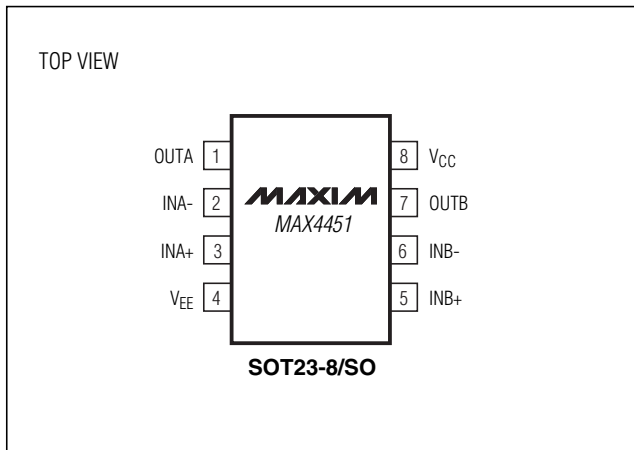 TOP VIEW
OUTA 1 8 VCC
INA- 2 MAXIM 7 OUTB
MAX4451
INA+ 3 6 INB-
VEE 4 5 INB+
SOT23-8/SO